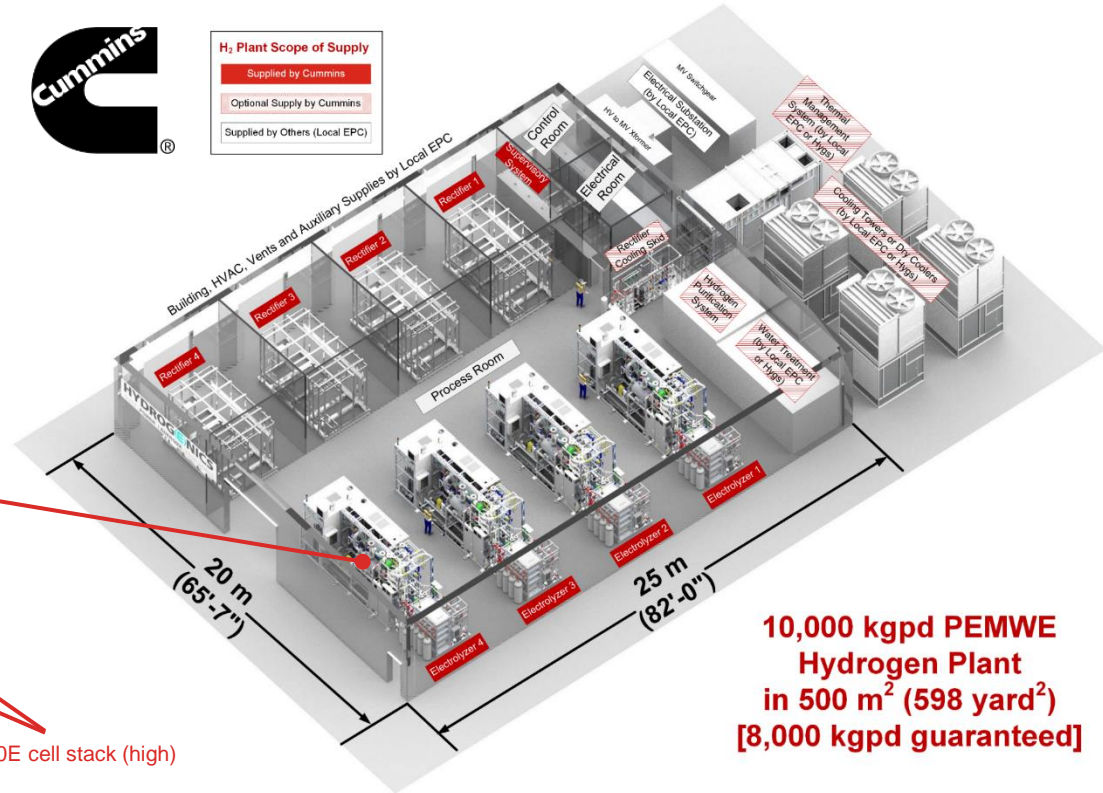 Cummins
®
H₂ Plant Scope of Supply
Supplied by Cummins
Optional Supply by Cummins
Supplied by Others (Local EPC)
MV Switchgear
Electrical Substation
(by Local EPC)
HV to MV Xformer
Thermal
Management
System (by Local
EPC or Hygs)
Control
Room
Supervisory
System
Electrical
Room
Cooling Towers or Dry Coolers
(by Local EPC or Hygs)
Building, HVAC, Vents and Auxiliary Supplies by Local EPC
Rectifier 1
Rectifier 2
Rectifier 3
Rectifier 4
Rectifier
Cooling Skid
Hydrogen
Purification
System
Water Treatment
(by Local EPC
or Hygs)
Process Room
HYDROGENICS
Electrolyzer 1
Electrolyzer 2
Electrolyzer 3
Electrolyzer 4
20 m
(65'-7")
25 m
(82'-0")
10,000 kgpd PEMWE
Hydrogen Plant
in 500 m² (598 yard²)
[8,000 kgpd guaranteed]
0E cell stack (high)